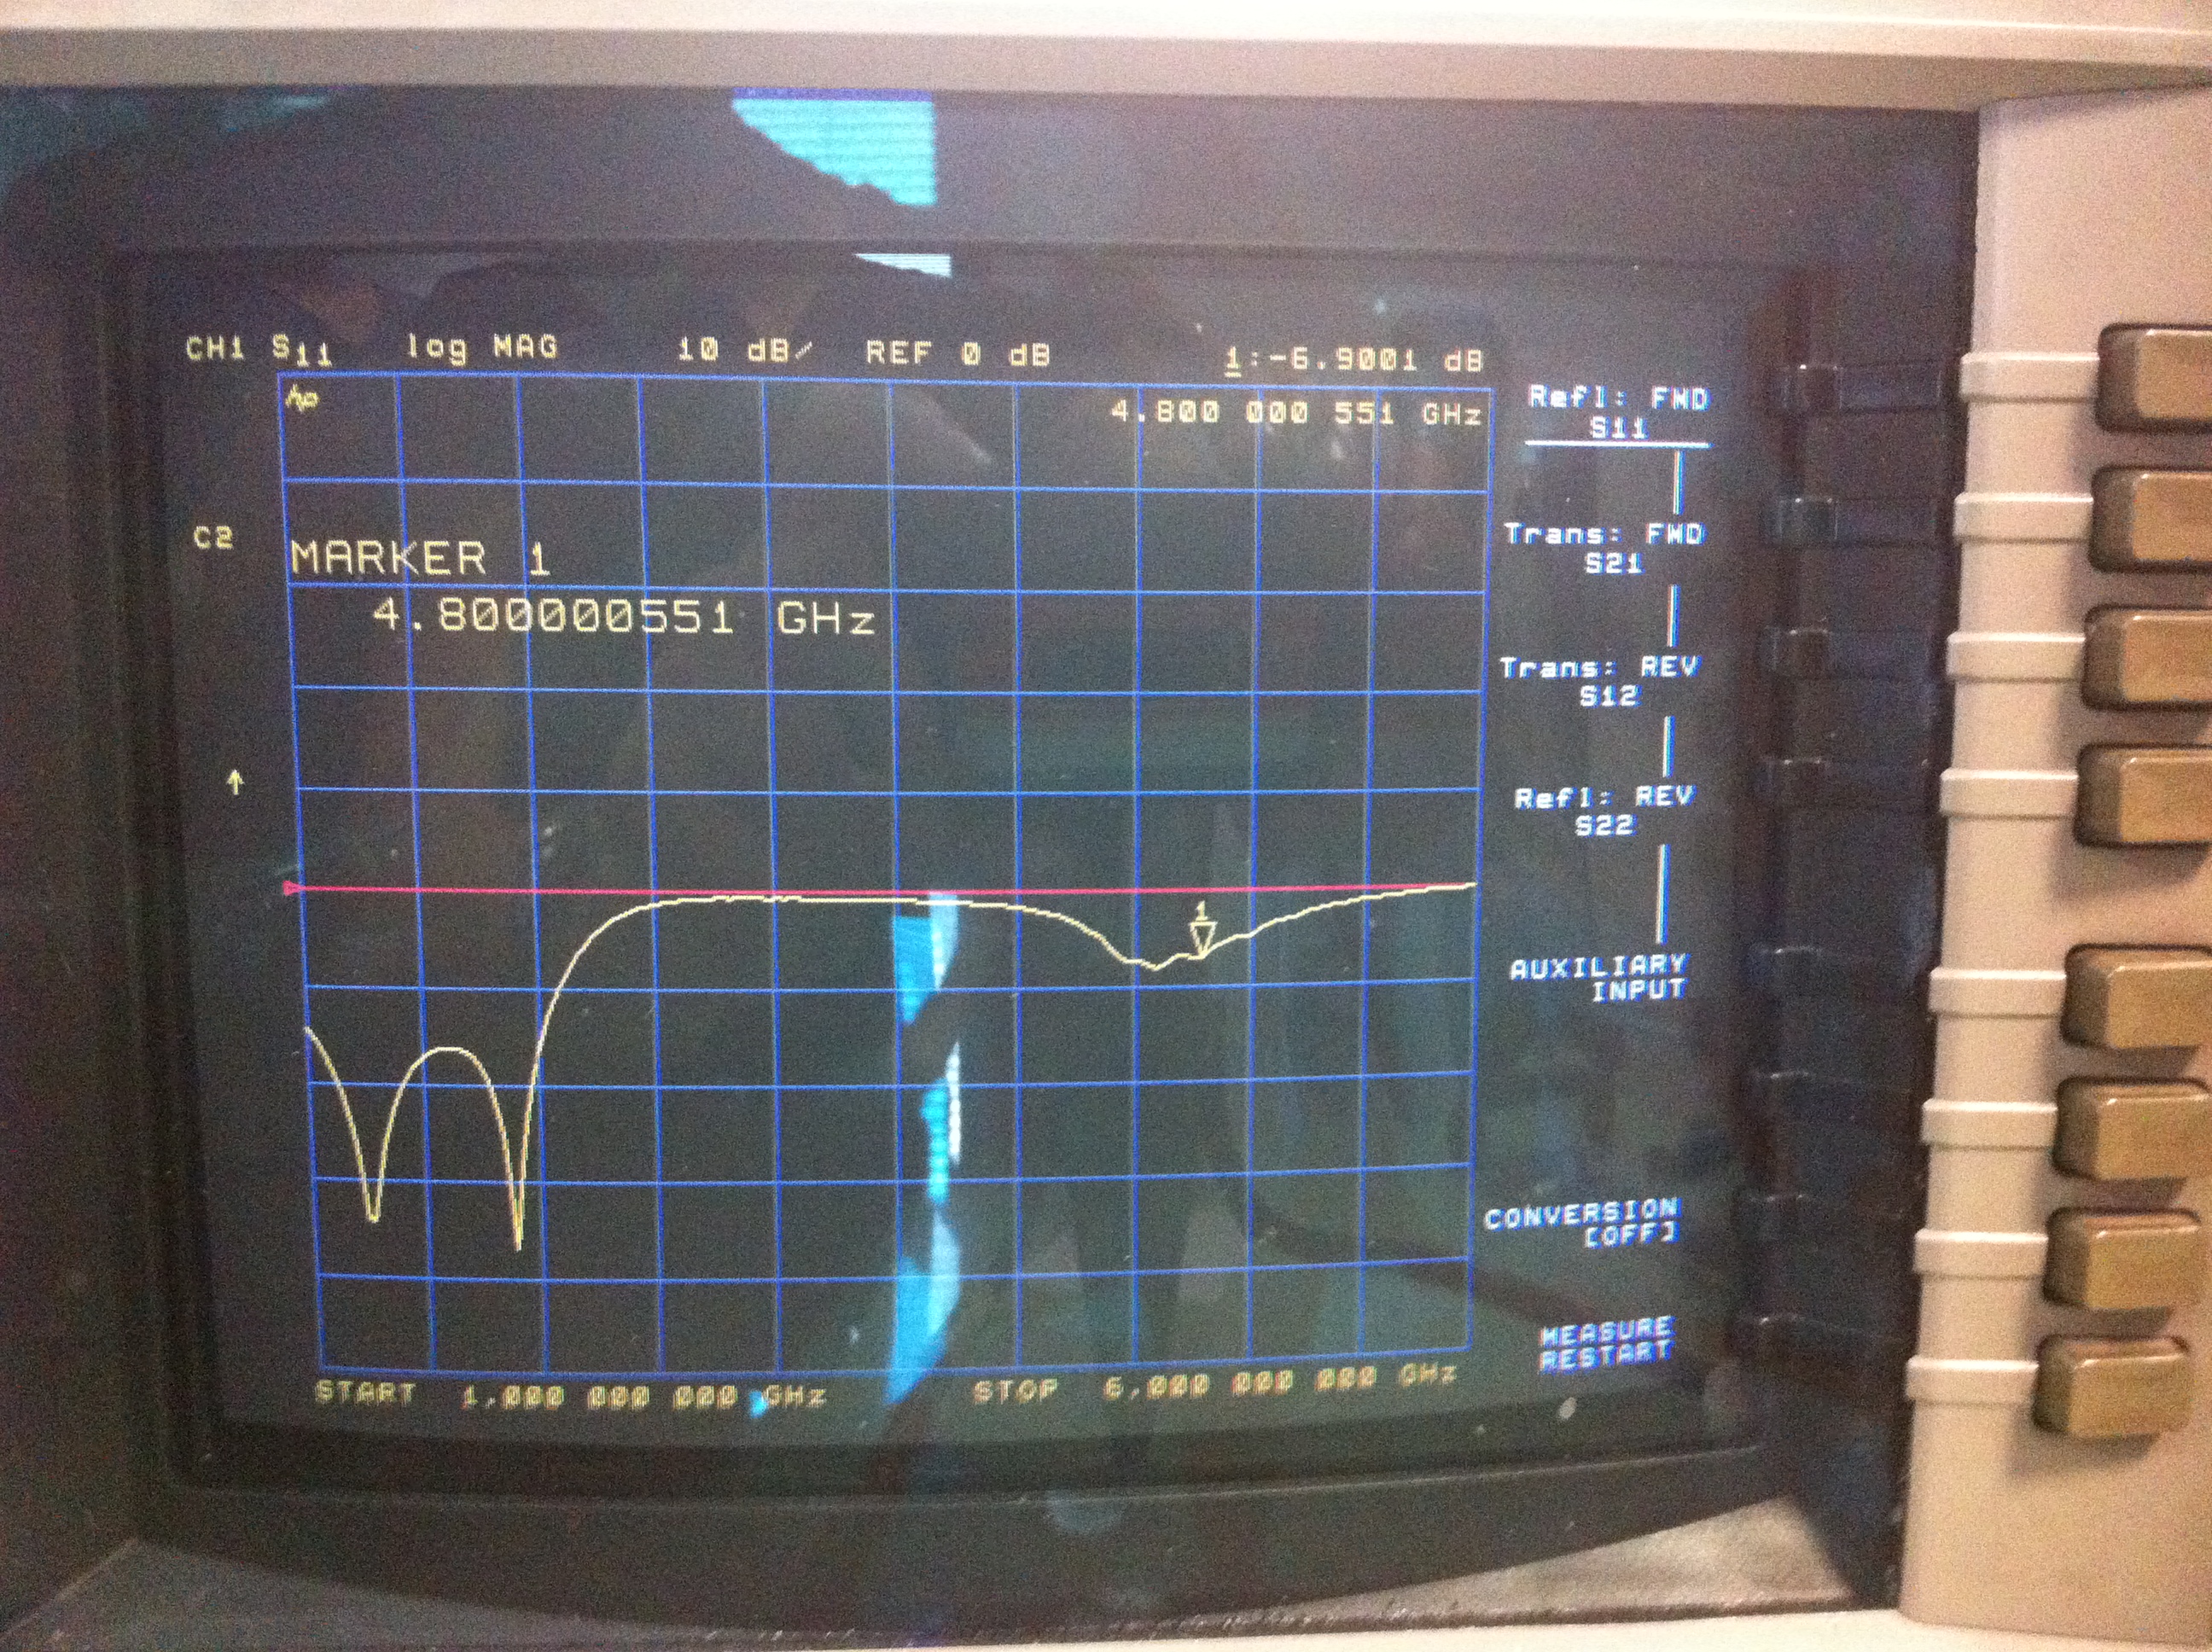 CH1 S11 log MAG 10 dB/ REF 0 dB 1:-6.9001 dB
hp
4.800 000 551 GHz
C2
MARKER 1
4.800000551 GHz
↑
1
START 1.000 000 000 GHz STOP 6.000 000 000 GHz
Refl: FWD
S11
Trans: FWD
S21
Trans: REV
S12
Refl: REV
S22
AUXILIARY
INPUT
CONVERSION
[OFF]
MEASURE
RESTART